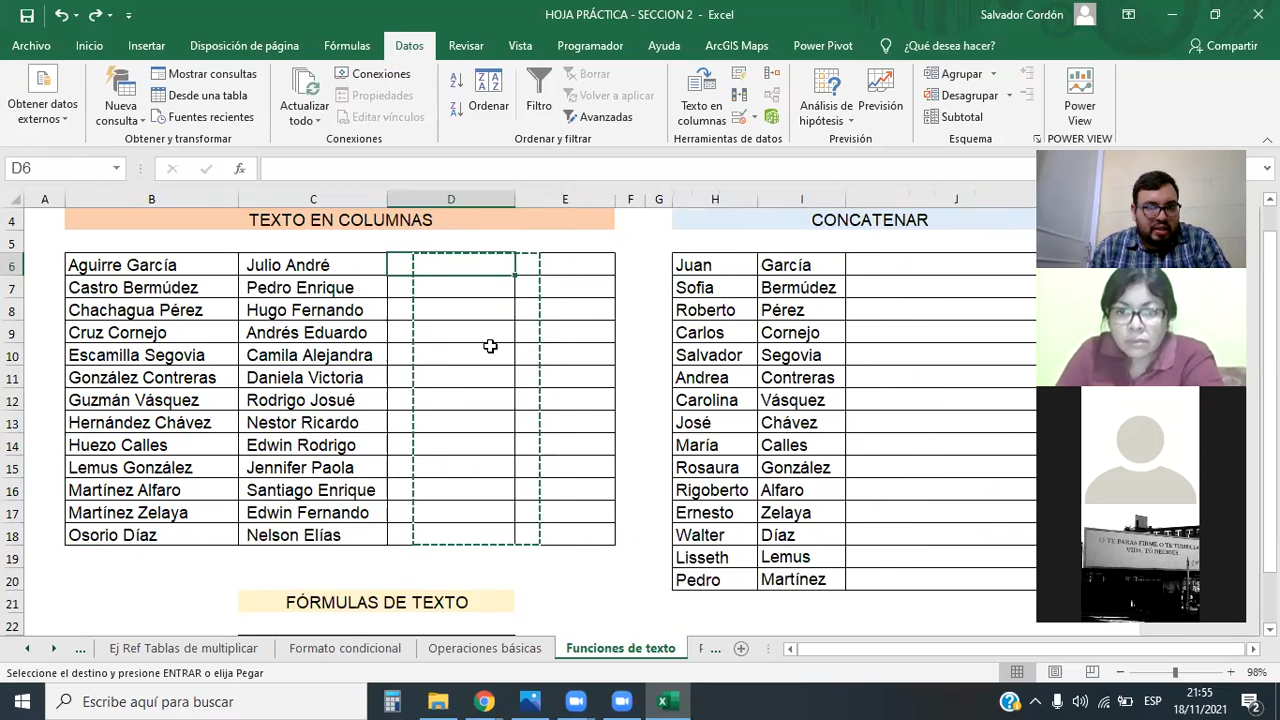 HOJA PRÁCTICA - SECCION 2 - Excel
Salvador Cordón
Archivo Inicio Insertar Disposición de página Fórmulas Datos Revisar Vista Programador Ayuda ArcGIS Maps Power Pivot ¿Qué desea hacer? Compartir
Obtener datos externos
Nueva consulta
Mostrar consultas
Desde una tabla
Fuentes recientes
Obtener y transformar
Actualizar todo
Conexiones
Propiedades
Editar vínculos
Conexiones
Ordenar
Filtro
Borrar
Volver a aplicar
Avanzadas
Ordenar y filtrar
Texto en columnas
Herramientas de datos
Análisis de hipótesis
Previsión
Previsión
Agrupar
Desagrupar
Subtotal
Esquema
Power View
POWER VIEW
D6 fx
A B C D E F G H I J
4 TEXTO EN COLUMNAS CONCATENAR
5
6 Aguirre García Julio André Juan García
7 Castro Bermúdez Pedro Enrique Sofia Bermúdez
8 Chachagua Pérez Hugo Fernando Roberto Pérez
9 Cruz Cornejo Andrés Eduardo Carlos Cornejo
10 Escamilla Segovia Camila Alejandra Salvador Segovia
11 González Contreras Daniela Victoria Andrea Contreras
12 Guzmán Vásquez Rodrigo Josué Carolina Vásquez
13 Hernández Chávez Nestor Ricardo José Chávez
14 Huezo Calles Edwin Rodrigo María Calles
15 Lemus González Jennifer Paola Rosaura González
16 Martínez Alfaro Santiago Enrique Rigoberto Alfaro
17 Martínez Zelaya Edwin Fernando Ernesto Zelaya
18 Osorio Díaz Nelson Elías Walter Díaz
19 Lisseth Lemus
20 Pedro Martínez
21 FÓRMULAS DE TEXTO
22
O TE PARAS FIRME O TE TUMBA LA
VIDA, TÚ DECIDES
... Ej Ref Tablas de multiplicar Formato condicional Operaciones básicas Funciones de texto ...
Seleccione el destino y presione ENTRAR o elija Pegar
98%
Escribe aquí para buscar
ESP
21:55
18/11/2021
2